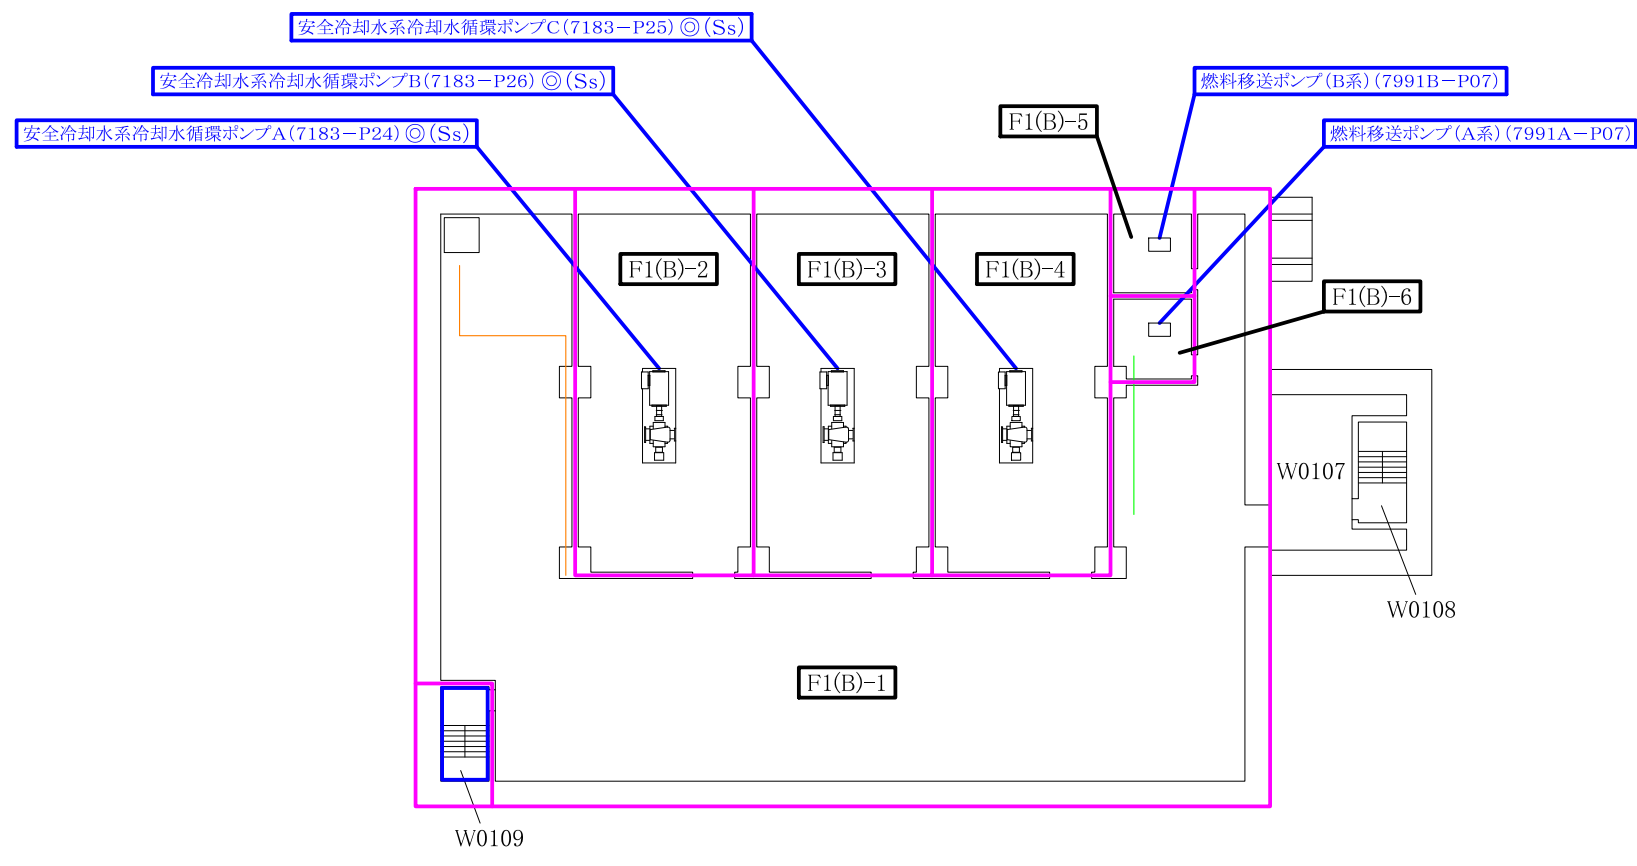 安全冷却水系冷却水循環ポンプC(7183-P25)◎(Ss)
安全冷却水系冷却水循環ポンプB(7183-P26)◎(Ss)
燃料移送ポンプ(B系)(7991B-P07)
安全冷却水系冷却水循環ポンプA(7183-P24)◎(Ss)
F1(B)-5
燃料移送ポンプ(A系)(7991A-P07)
F1(B)-2
F1(B)-3
F1(B)-4
F1(B)-6
W0107
W0108
F1(B)-1
W0109